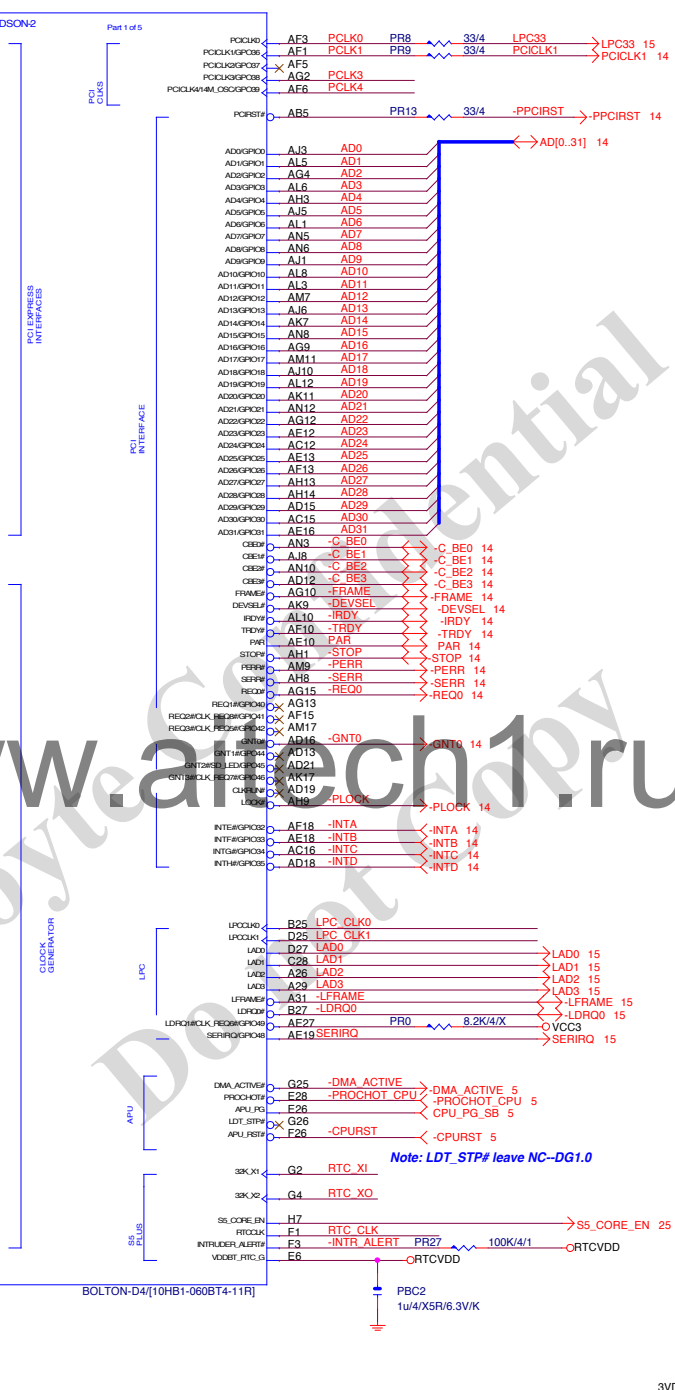 DSON-2
Part 1 of 5
PCI CLKS
PCICLK0 AF3 PCLK0 PR8 33/4 LPC33 LPC33 15
PCICLK1/GPO36 AF1 PCLK1 PR9 33/4 PCICLK1 PCICLK1 14
PCICLK2/GPO37 AF5
PCICLK3/GPO38 AG2 PCLK3
PCICLK4/14M_OSC/GPO39 AF6 PCLK4
PCIRST# AB5 PR13 33/4 -PPCIRST -PPCIRST 14
AD[0..31] 14
AD0/GPIO0 AJ3 AD0
AD1/GPIO1 AL5 AD1
AD2/GPIO2 AG4 AD2
AD3/GPIO3 AL6 AD3
AD4/GPIO4 AH3 AD4
AD5/GPIO5 AJ5 AD5
AD6/GPIO6 AL1 AD6
AD7/GPIO7 AN5 AD7
AD8/GPIO8 AN6 AD8
AD9/GPIO9 AJ1 AD9
AD10/GPIO10 AL8 AD10
AD11/GPIO11 AL3 AD11
AD12/GPIO12 AM7 AD12
AD13/GPIO13 AJ6 AD13
AD14/GPIO14 AK7 AD14
AD15/GPIO15 AN8 AD15
AD16/GPIO16 AG9 AD16
AD17/GPIO17 AM11 AD17
AD18/GPIO18 AJ10 AD18
AD19/GPIO19 AL12 AD19
AD20/GPIO20 AK11 AD20
AD21/GPIO21 AN12 AD21
AD22/GPIO22 AG12 AD22
AD23/GPIO23 AE12 AD23
AD24/GPIO24 AC12 AD24
AD25/GPIO25 AE13 AD25
AD26/GPIO26 AF13 AD26
AD27/GPIO27 AH13 AD27
AD28/GPIO28 AH14 AD28
AD29/GPIO29 AD15 AD29
AD30/GPIO30 AC15 AD30
AD31/GPIO31 AE16 AD31
PCI EXPRESS INTERFACES
PCI INTERFACE
CBE0# AN3 -C_BE0 -C_BE0 14
CBE1# AJ8 -C_BE1 -C_BE1 14
CBE2# AN10 -C_BE2 -C_BE2 14
CBE3# AD12 -C_BE3 -C_BE3 14
FRAME# AG10 -FRAME -FRAME 14
DEVSEL# AK9 -DEVSEL -DEVSEL 14
IRDY# AL10 -IRDY -IRDY 14
TRDY# AF10 -TRDY -TRDY 14
PAR AE10 PAR PAR 14
STOP# AH1 -STOP -STOP 14
PERR# AM9 -PERR -PERR 14
SERR# AH8 -SERR -SERR 14
REQ0# AG15 -REQ0 -REQ0 14
REQ1#/GPIO40 AG13
REQ2#/CLK_REQ8#/GPIO41 AF15
REQ3#/CLK_REQ5#/GPIO42 AM17
GNT0# AD16 -GNT0 -GNT0 14
GNT1#/GPO44 AD13
GNT2#/SD_LED/GPO45 AD21
GNT3#/CLK_REQ7#/GPIO46 AK17
CLKRUN# AD19
LOCK# AH9 -PLOCK -PLOCK 14
INTE#/GPIO32 AF18 -INTA -INTA 14
INTF#/GPIO33 AE18 -INTB -INTB 14
INTG#/GPIO34 AC16 -INTC -INTC 14
INTH#/GPIO35 AD18 -INTD -INTD 14
CLOCK GENERATOR
LPC
LPCCLK0 B25 LPC_CLK0
LPCCLK1 D25 LPC_CLK1
LAD0 D27 LAD0 LAD0 15
LAD1 C28 LAD1 LAD1 15
LAD2 A26 LAD2 LAD2 15
LAD3 A29 LAD3 LAD3 15
LFRAME# A31 -LFRAME -LFRAME 15
LDRQ0# B27 -LDRQ0 -LDRQ0 15
LDRQ1#/CLK_REQ6#/GPIO49 AE27 PR0 8.2K/4/X VCC3
SERIRQ/GPIO48 AE19 SERIRQ SERIRQ 15
APU
DMA_ACTIVE# G25 -DMA_ACTIVE -DMA_ACTIVE 5
PROCHOT# E28 -PROCHOT_CPU -PROCHOT_CPU 5
APU_PG E26 CPU_PG_SB 5
LDT_STP# G26
APU_RST# F26 -CPURST -CPURST 5
Note: LDT_STP# leave NC--DG1.0
S5 PLUS
32K_X1 G2 RTC_XI
32K_X2 G4 RTC_XO
S5_CORE_EN H7 S5_CORE_EN 25
RTCCLK F1 RTC_CLK
INTRUDER_ALERT# F3 -INTR_ALERT PR27 100K/4/1 RTCVDD
VDDBT_RTC_G E6 RTCVDD
BOLTON-D4/[10HB1-060BT4-11R]
PBC2
1u/4/X5R/6.3V/K
w.aitech1.ru
byte Confidential
Do not Copy